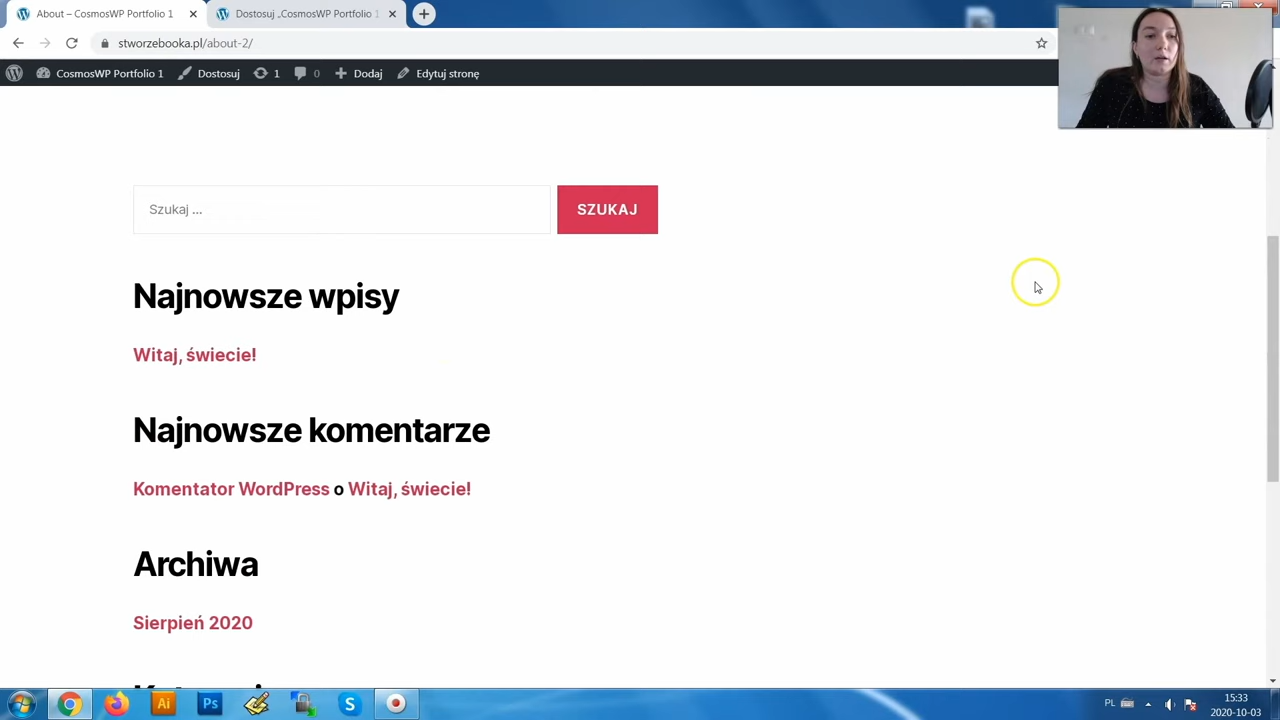 About – CosmosWP Portfolio 1
Dostosuj „CosmosWP Portfolio 1
stworzebooka.pl/about-2/
CosmosWP Portfolio 1
Dostosuj
1
0
Dodaj
Edytuj stronę
Szukaj ...
SZUKAJ
Najnowsze wpisy
Witaj, świecie!
Najnowsze komentarze
Komentator WordPress o Witaj, świecie!
Archiwa
Sierpień 2020
Ai
Ps
PL
15:33
2020-10-03